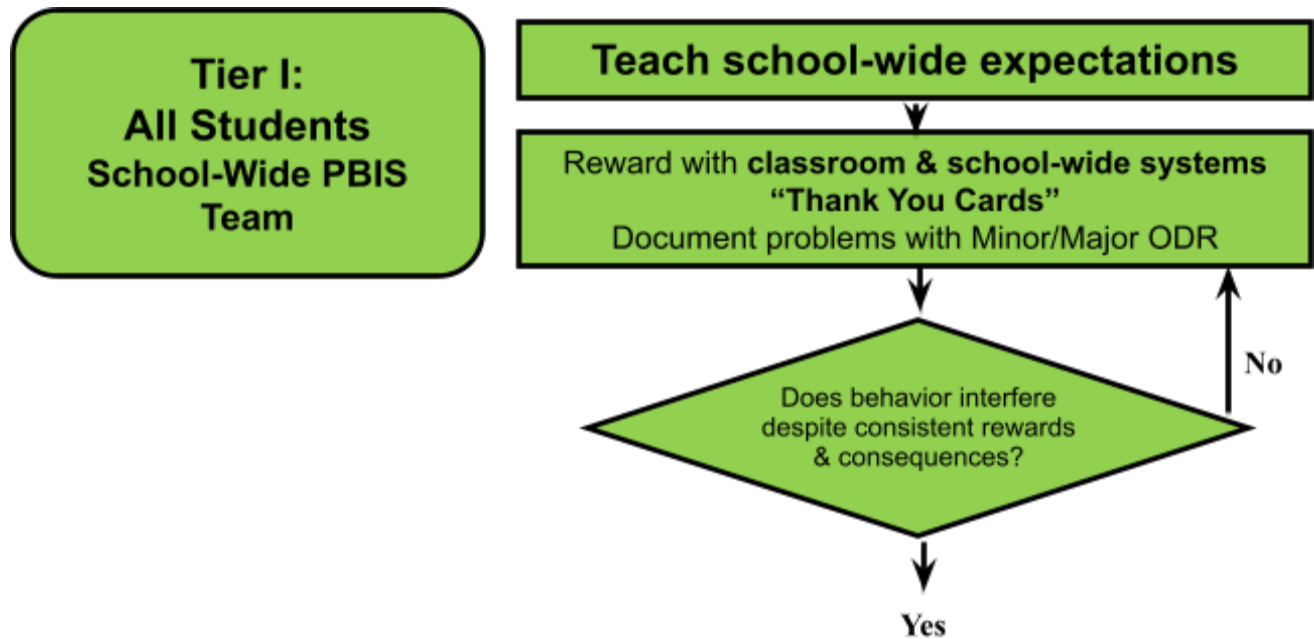 Tier I:
All Students
School-Wide PBIS
Team
Teach school-wide expectations
Reward with classroom & school-wide systems
“Thank You Cards”
Document problems with Minor/Major ODR
Does behavior interfere
despite consistent rewards
& consequences?
No
Yes